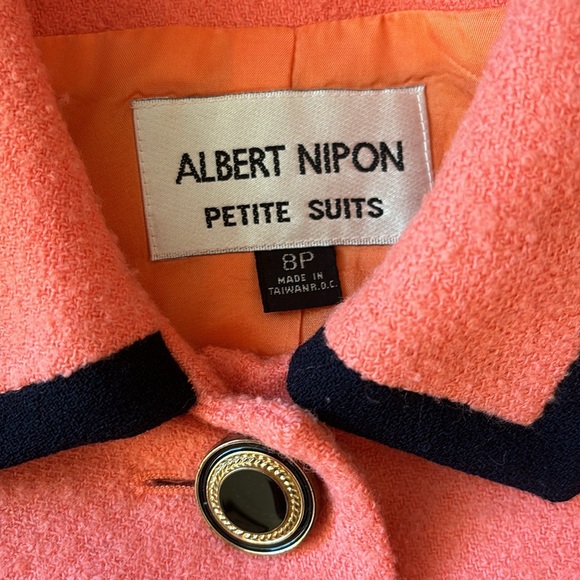 ALBERT NIPON
PETITE SUITS
8P
MADE IN
TAIWAN R.O.C.